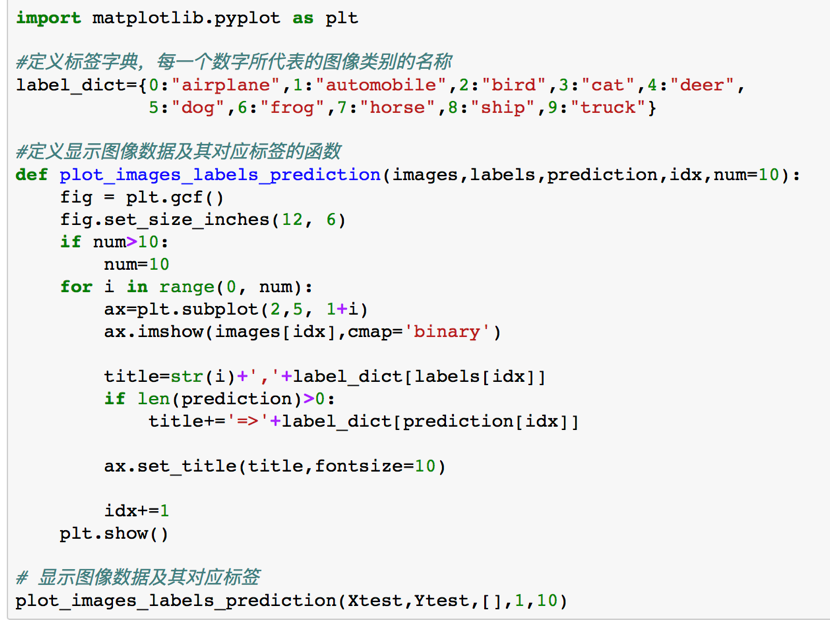 import matplotlib.pyplot as plt

#定义标签字典，每一个数字所代表的图像类别的名称
label_dict={0:"airplane",1:"automobile",2:"bird",3:"cat",4:"deer",
            5:"dog",6:"frog",7:"horse",8:"ship",9:"truck"}

#定义显示图像数据及其对应标签的函数
def plot_images_labels_prediction(images,labels,prediction,idx,num=10):
    fig = plt.gcf()
    fig.set_size_inches(12, 6)
    if num>10:
        num=10
    for i in range(0, num):
        ax=plt.subplot(2,5, 1+i)
        ax.imshow(images[idx],cmap='binary')

        title=str(i)+','+label_dict[labels[idx]]
        if len(prediction)>0:
            title+='=>'+label_dict[prediction[idx]]

        ax.set_title(title,fontsize=10)

        idx+=1
    plt.show()

# 显示图像数据及其对应标签
plot_images_labels_prediction(Xtest,Ytest,[],1,10)